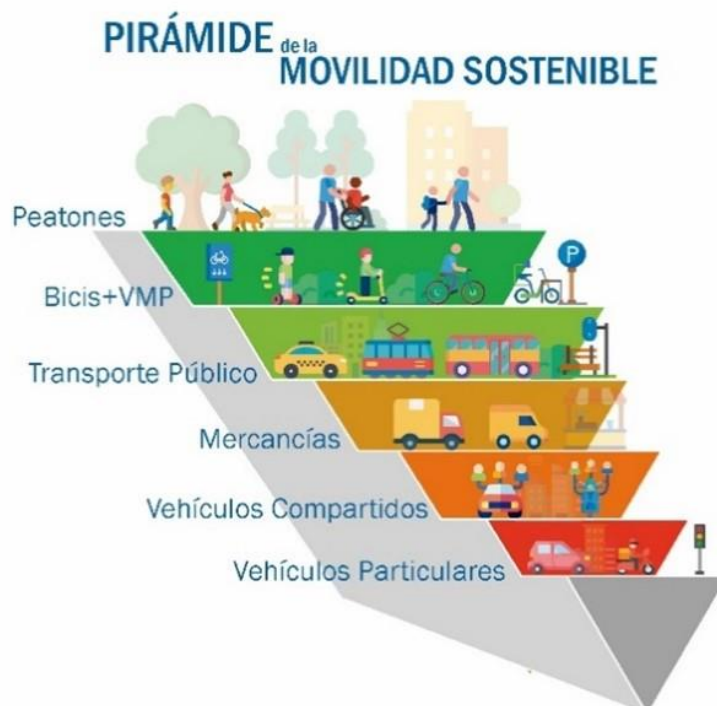 PIRÁMIDE de la
MOVILIDAD SOSTENIBLE
Peatones
Bicis+VMP
P
Transporte Público
Mercancías
Vehículos Compartidos
Vehículos Particulares